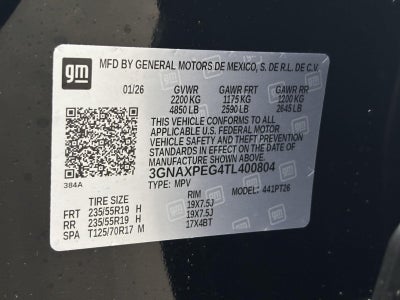 gm
MFD BY GENERAL MOTORS DE MEXICO, S. DE R.L. DE C.V.
01/26 GVWR GAWR FRT GAWR RR
2200 KG 1175 KG 1200 KG
4850 LB 2590 LB 2645 LB
THIS VEHICLE CONFORMS TO ALL
APPLICABLE U.S. FEDERAL MOTOR
VEHICLE SAFETY AND THEFT PREVENTION
STANDARDS IN EFFECT ON THE DATE OF
MANUFACTURE SHOWN ABOVE.
3GNAXPEG4TL400804
384A TYPE: MPV MODEL: 441PT26
TIRE SIZE RIM
FRT 235/55R19 H 19X7.5J
RR 235/55R19 H 19X7.5J
SPA T125/70R17 M 17X4BT